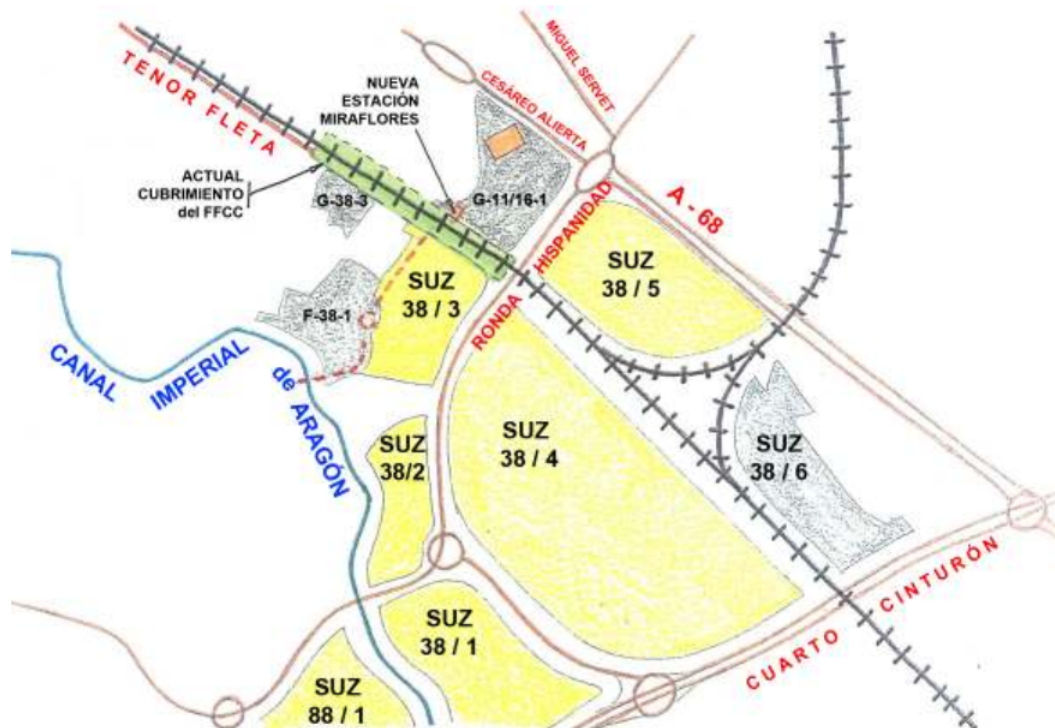 TENOR FLETA
NUEVA
ESTACIÓN
MIRAFLORES
CESÁREO ALIERTA
MIGUEL SERVET
ACTUAL
CUBRIMIENTO
del FFCC
G-38-3
G-11/16-1
A - 68
RONDA HISPANIDAD
SUZ
38 / 3
SUZ
38 / 5
F-38-1
CANAL IMPERIAL de ARAGÓN
SUZ
38/2
SUZ
38 / 4
SUZ
38 / 6
CUARTO CINTURÓN
SUZ
38 / 1
SUZ
88 / 1